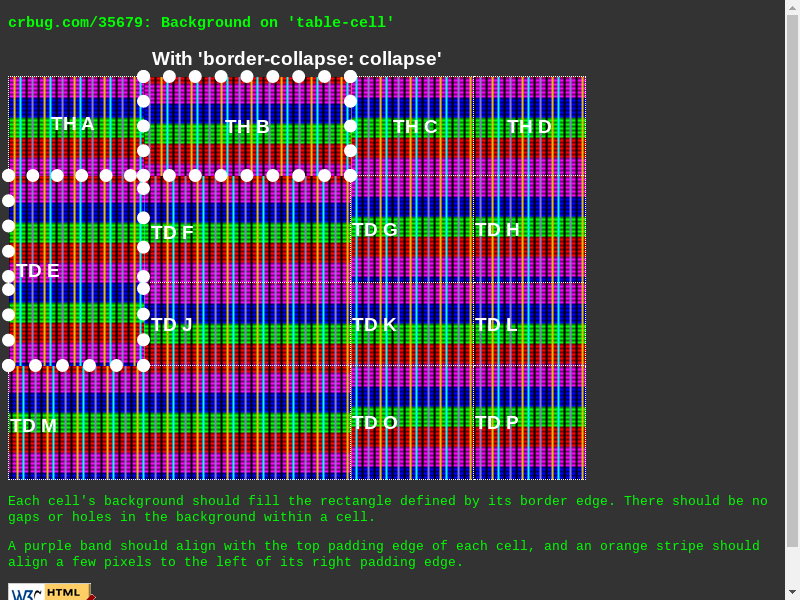 crbug.com/35679: Background on 'table-cell'
With 'border-collapse: collapse'
TH A TH B TH C TH D
TD E TD F TD G TD H
TD J TD K TD L
TD M TD O TD P
Each cell's background should fill the rectangle defined by its border edge. There should be no
gaps or holes in the background within a cell.
A purple band should align with the top padding edge of each cell, and an orange stripe should
align a few pixels to the left of its right padding edge.
W3C HTML